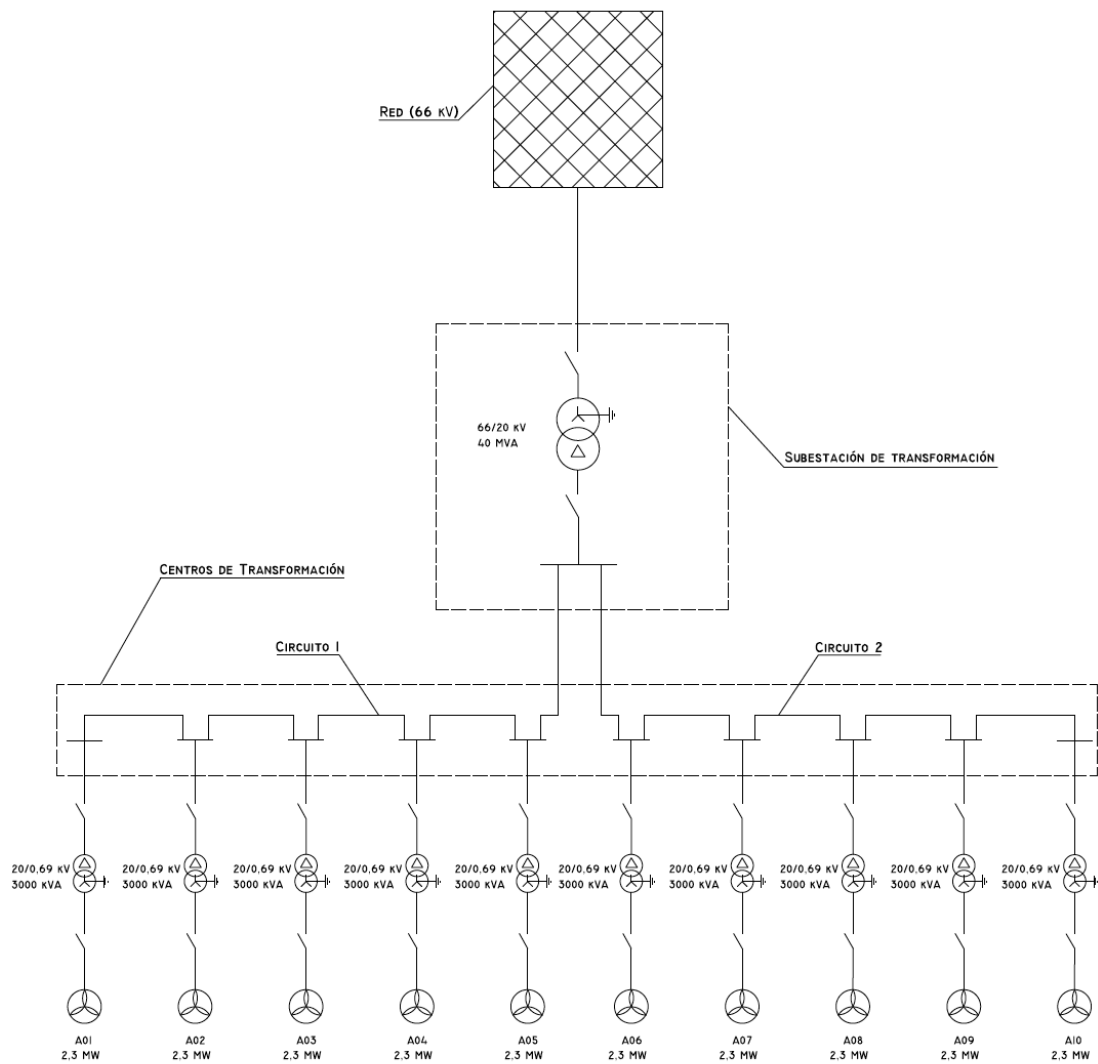 RED (66 KV)
66/20 KV
40 MVA
SUBESTACIÓN DE TRANSFORMACIÓN
CENTROS DE TRANSFORMACIÓN
CIRCUITO 1
CIRCUITO 2
20/0,69 KV
3000 KVA
20/0,69 KV
3000 KVA
20/0,69 KV
3000 KVA
20/0,69 KV
3000 KVA
20/0,69 KV
3000 KVA
20/0,69 KV
3000 KVA
20/0,69 KV
3000 KVA
20/0,69 KV
3000 KVA
20/0,69 KV
3000 KVA
20/0,69 KV
3000 KVA
A01
2,3 MW
A02
2,3 MW
A03
2,3 MW
A04
2,3 MW
A05
2,3 MW
A06
2,3 MW
A07
2,3 MW
A08
2,3 MW
A09
2,3 MW
A10
2,3 MW